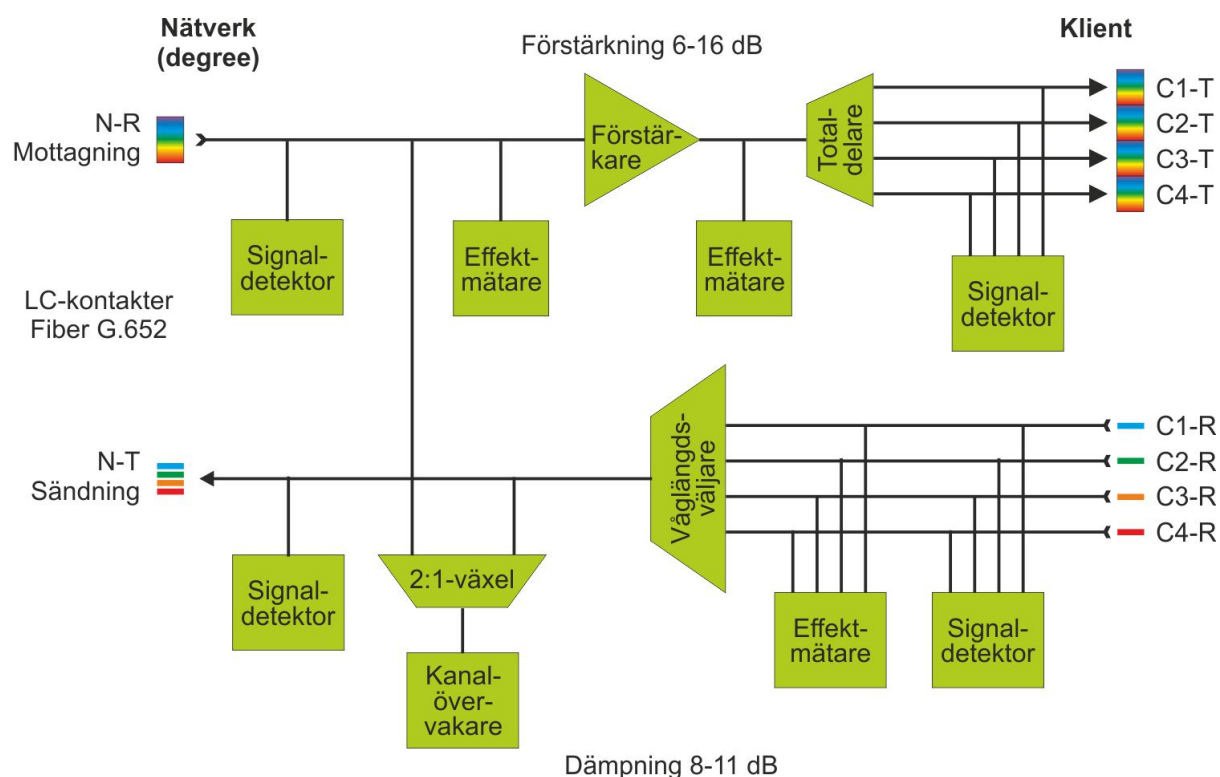 Nätverk
(degree)
Förstärkning 6-16 dB
Klient
N-R
Mottagning
Förstär-
kare
Total-
delare
C1-T
C2-T
C3-T
C4-T
Signal-
detektor
Effekt-
mätare
Effekt-
mätare
Signal-
detektor
LC-kontakter
Fiber G.652
N-T
Sändning
Våglängds-
väljare
C1-R
C2-R
C3-R
C4-R
Signal-
detektor
2:1-växel
Effekt-
mätare
Signal-
detektor
Kanal-
över-
vakare
Dämpning 8-11 dB